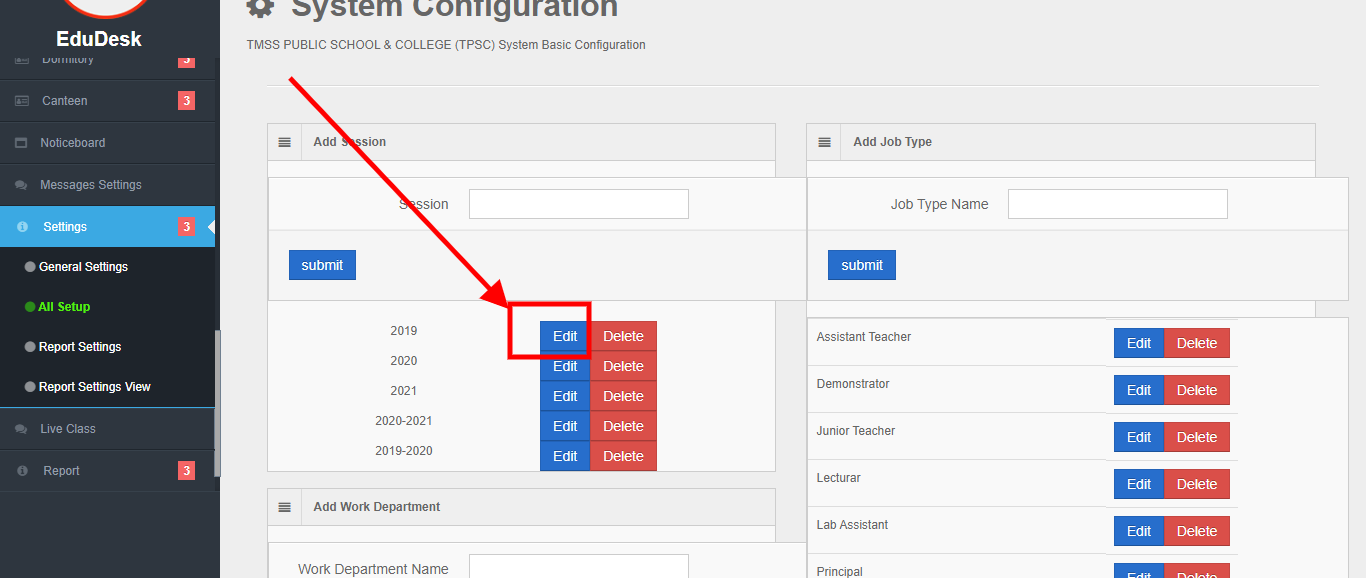 System Configuration
EduDesk
TMSS PUBLIC SCHOOL & COLLEGE (TPSC) System Basic Configuration
Dormitory 3
Canteen 3
Noticeboard
Messages Settings
Settings 3
General Settings
All Setup
Report Settings
Report Settings View
Live Class
Report 3
Add Session
Session
submit
2019 Edit Delete
2020 Edit Delete
2021 Edit Delete
2020-2021 Edit Delete
2019-2020 Edit Delete
Add Work Department
Work Department Name
Add Job Type
Job Type Name
submit
Assistant Teacher Edit Delete
Demonstrator Edit Delete
Junior Teacher Edit Delete
Lecturar Edit Delete
Lab Assistant Edit Delete
Principal Edit Delete